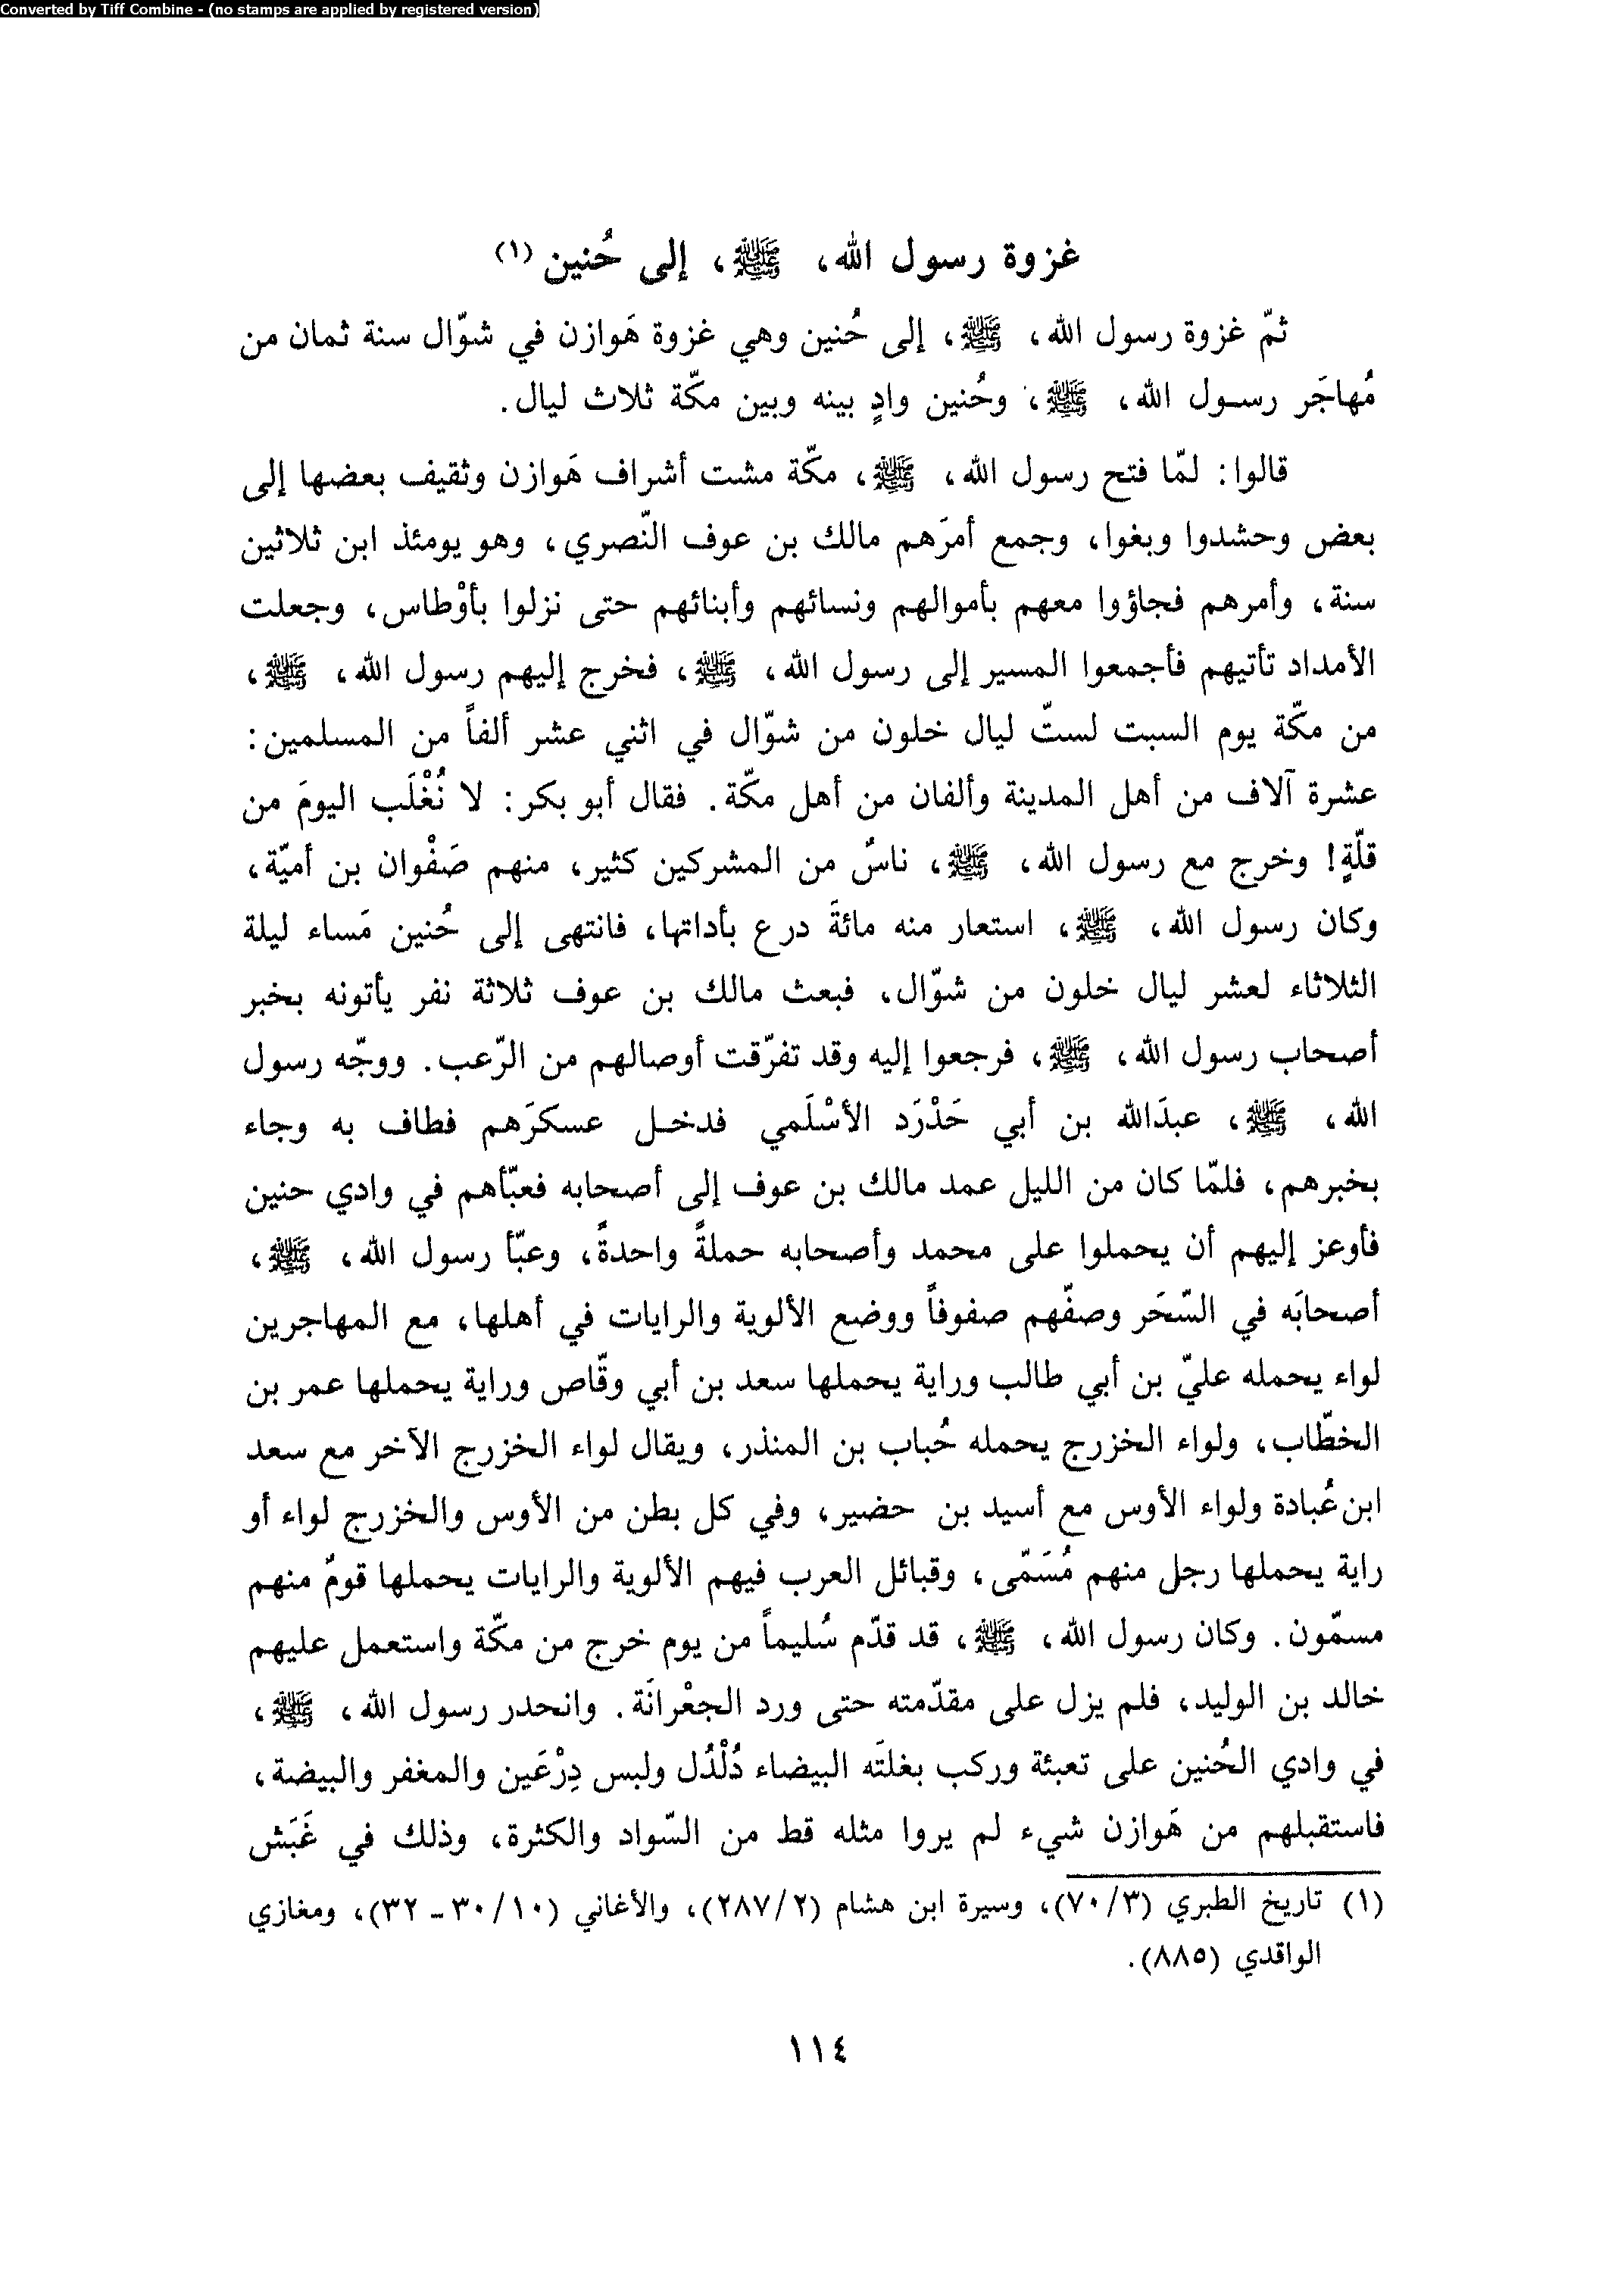 Converted by Tiff Combine - (no stamps are applied by registered version)
غزوة رسول الله، ﷺ، إلى حُنين (١)
ثمّ غزوة رسول الله، ﷺ، إلى حُنين وهي غزوة هَوازن في شوّال سنة ثمان من
مُهاجَر رسول الله، ﷺ، وحُنين وادٍ بينه وبين مكّة ثلاث ليال.
قالوا: لمّا فتح رسول الله، ﷺ، مكّة مشت أشراف هَوازن وثقيف بعضها إلى
بعض وحشدوا وبغوا، وجمع أمرَهم مالك بن عوف النّصري، وهو يومئذ ابن ثلاثين
سنة، وأمرهم فجاؤوا معهم بأموالهم ونسائهم وأبنائهم حتى نزلوا بأوْطاس، وجعلت
الأمداد تأتيهم فأجمعوا المسير إلى رسول الله، ﷺ، فخرج إليهم رسول الله، ﷺ،
من مكّة يوم السبت لستّ ليال خلون من شوّال في اثني عشر ألفاً من المسلمين:
عشرة آلاف من أهل المدينة وألفان من أهل مكّة. فقال أبو بكر: لا نُغْلَب اليومَ من
قلّةٍ! وخرج مع رسول الله، ﷺ، ناسٌ من المشركين كثير، منهم صَفْوان بن أميّة،
وكان رسول الله، ﷺ، استعار منه مائةَ درع بأداتها، فانتهى إلى حُنين مَساء ليلة
الثلاثاء لعشر ليال خلون من شوّال، فبعث مالك بن عوف ثلاثة نفر يأتونه بخبر
أصحاب رسول الله، ﷺ، فرجعوا إليه وقد تفرّقت أوصالهم من الرّعب. ووجّه رسول
الله، ﷺ، عبدَالله بن أبي حَدْرَد الأسْلَمي فدخل عسكرَهم فطاف به وجاء
بخبرهم، فلمّا كان من الليل عمد مالك بن عوف إلى أصحابه فعبّأهم في وادي حنين
فأوعز إليهم أن يحملوا على محمد وأصحابه حملةً واحدةً، وعبّأ رسول الله، ﷺ،
أصحابَه في السّحَر وصفّهم صفوفاً ووضع الألوية والرايات في أهلها، مع المهاجرين
لواء يحمله عليّ بن أبي طالب وراية يحملها سعد بن أبي وقّاص وراية يحملها عمر بن
الخطّاب، ولواء الخزرج يحمله حُباب بن المنذر، ويقال لواء الخزرج الآخر مع سعد
ابن عُبادة ولواء الأوس مع أسيد بن حضير، وفي كل بطن من الأوس والخزرج لواء أو
راية يحملها رجل منهم مُسَمّى، وقبائل العرب فيهم الألوية والرايات يحملها قومٌ منهم
مسمّون. وكان رسول الله، ﷺ، قد قدّم سُليماً من يوم خرج من مكّة واستعمل عليهم
خالد بن الوليد، فلم يزل على مقدّمته حتى ورد الجعْرانَة. وانحدر رسول الله، ﷺ،
في وادي الحُنين على تعبئة وركب بغلتَه البيضاء دُلْدُل ولبس دِرْعَين والمغفر والبيضة،
فاستقبلهم من هَوازن شيء لم يروا مثله قط من السّواد والكثرة، وذلك في غَبَش
(١) تاريخ الطبري (٧٠/٣)، وسيرة ابن هشام (٢٨٧/٢)، والأغاني (٣٠/١٠ - ٣٢)، ومغازي
الواقدي (٨٨٥).
١١٤